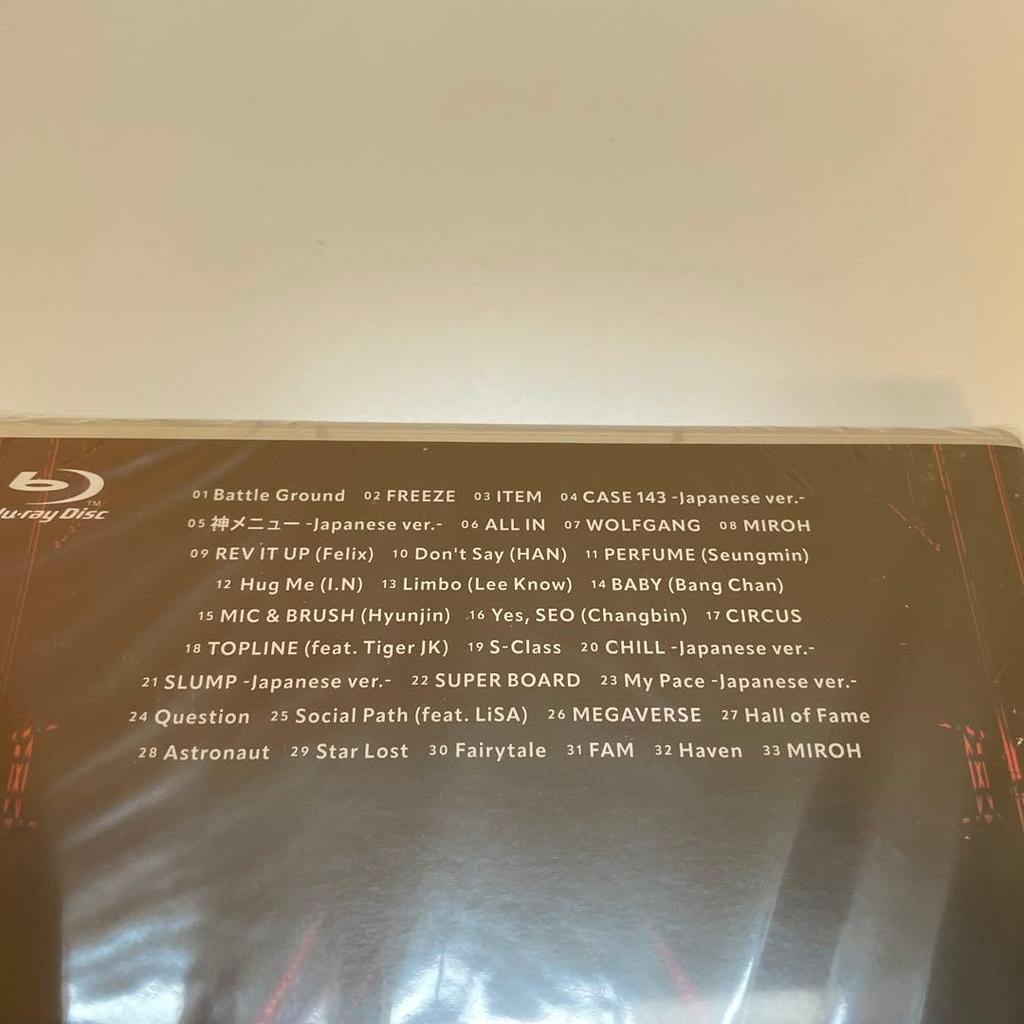 Blu-ray Disc TM
01 Battle Ground 02 FREEZE 03 ITEM 04 CASE 143 -Japanese ver.-
05 神メニュー -Japanese ver.- 06 ALL IN 07 WOLFGANG 08 MIROH
09 REV IT UP (Felix) 10 Don't Say (HAN) 11 PERFUME (Seungmin)
12 Hug Me (I.N) 13 Limbo (Lee Know) 14 BABY (Bang Chan)
15 MIC & BRUSH (Hyunjin) 16 Yes, SEO (Changbin) 17 CIRCUS
18 TOPLINE (feat. Tiger JK) 19 S-Class 20 CHILL -Japanese ver.-
21 SLUMP -Japanese ver.- 22 SUPER BOARD 23 My Pace -Japanese ver.-
24 Question 25 Social Path (feat. LiSA) 26 MEGAVERSE 27 Hall of Fame
28 Astronaut 29 Star Lost 30 Fairytale 31 FAM 32 Haven 33 MIROH